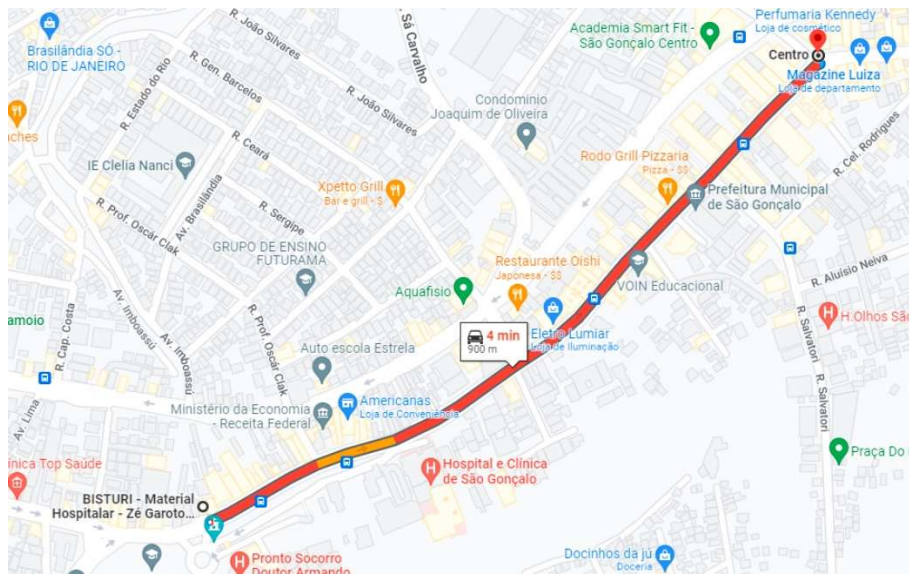 Perfumaria Kennedy
Loja de cosmético
R. João Silvares
Academia Smart Fit -
São Gonçalo Centro
Brasilândia SÓ -
RIO DE JANEIRO
Centro
R. Sá Carvalho
Magazine Luiza
Loja de departamento
R. Estado do Rio
R. Gen. Barcelos
R. João Silvares
Condominio
Joaquim de Oliveira
R. Ceará
R. Cel. Rodrigues
Rodo Grill Pizzaria
Pizza - $$
IE Clelia Nanci
Xpetto Grill
Bar e grill - $
Prefeitura Municipal
de São Gonçalo
Av. Brasilândia
R. Prof. Oscár Clak
R. Sergipe
GRUPO DE ENSINO
FUTURAMA
Restaurante Oishi
Japonesa - $$
R. Aluísio Neiva
VOIN Educacional
Aquafisio
Av. Imboassú
R. Prof. Oscár Clak
R. Cap. Costa
amoio
H.Olhos São
R. Salvatori
4 min
900 m
Eletro Lumiar
Loja de Iluminação
Auto escola Estrela
Av. Imboassú
R. Salvatori
Av. Lima
Ministério da Economia
- Receita Federal
Americanas
Loja de Conveniência
Praça Do
ínica Top Saúde
Hospital e Clínica
de São Gonçalo
BISTURI - Material
Hospitalar - Zé Garoto...
Pronto Socorro
Doutor Armando
Docinhos da jú
Doceria